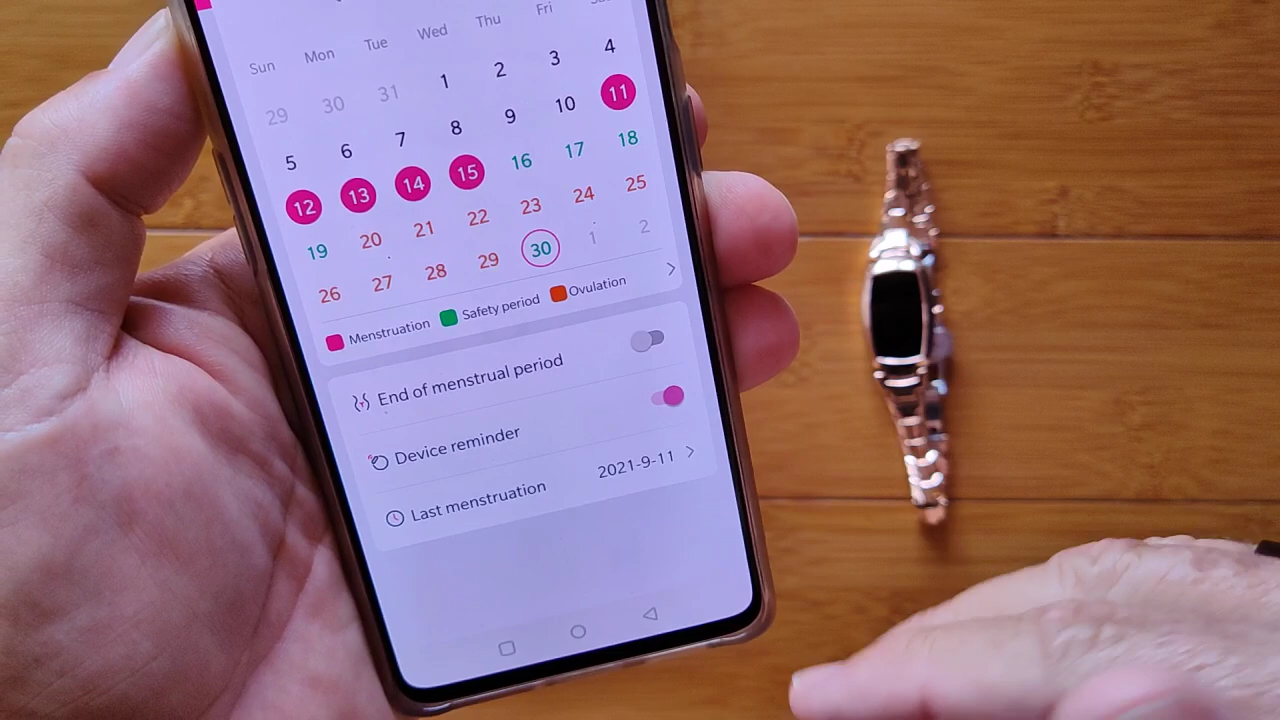 Sun Mon Tue Wed Thu Fri
29 30 31 1 2 3 4
5 6 7 8 9 10 11
12 13 14 15 16 17 18
19 20 21 22 23 24 25
26 27 28 29 30 1 2
Menstruation Safety period Ovulation
End of menstrual period
Device reminder
Last menstruation 2021-9-11